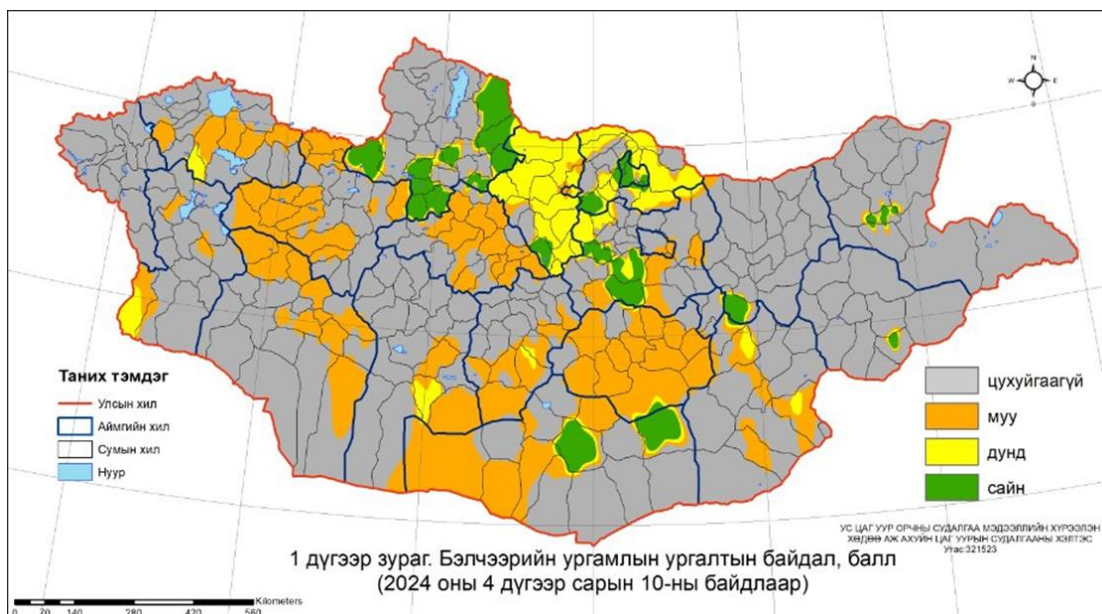 N
W E
S
Таних тэмдэг
Улсын хил
Аймгийн хил
Сумын хил
Нуур
цухуйгаагүй
муу
дунд
сайн
УС ЦАГ УУР ОРЧНЫ СУДАЛГАА МЭДЭЭЛЛИЙН ХҮРЭЭЛЭН
ХӨДӨӨ АЖ АХУЙН ЦАГ УУРЫН СУДАЛГААНЫ ХЭЛТЭС
Утас:321523
1 дүгээр зураг. Бэлчээрийн ургамлын ургалтын байдал, балл
(2024 оны 4 дүгээр сарын 10-ны байдлаар)
Kilometers
0 70 140 280 420 560